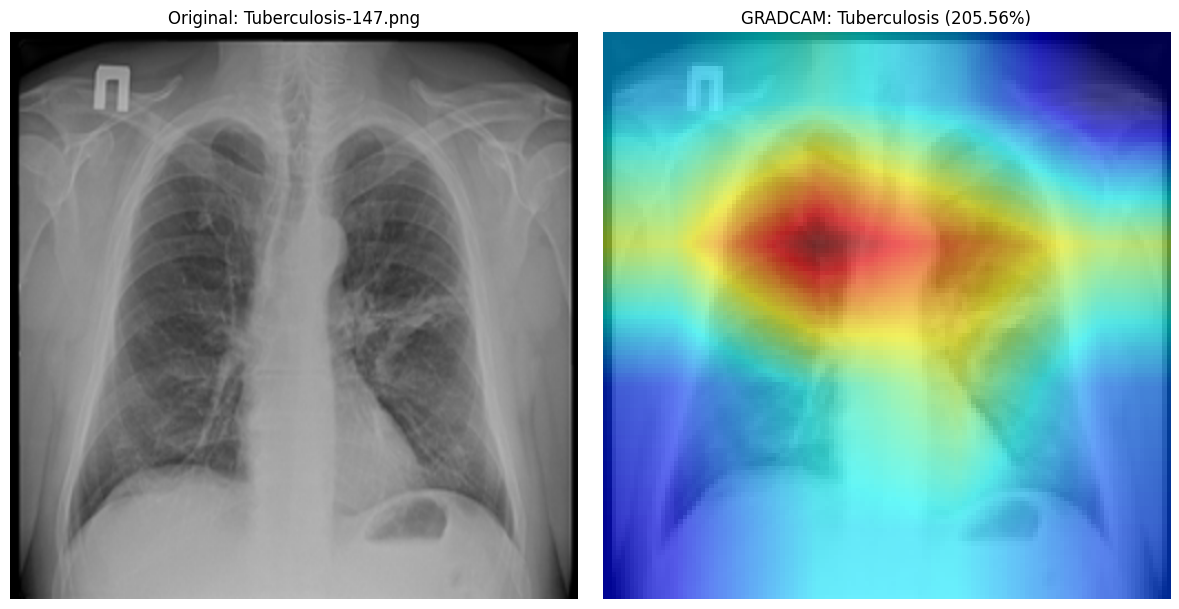 Original: Tuberculosis-147.png
GRADCAM: Tuberculosis (205.56%)
П
П